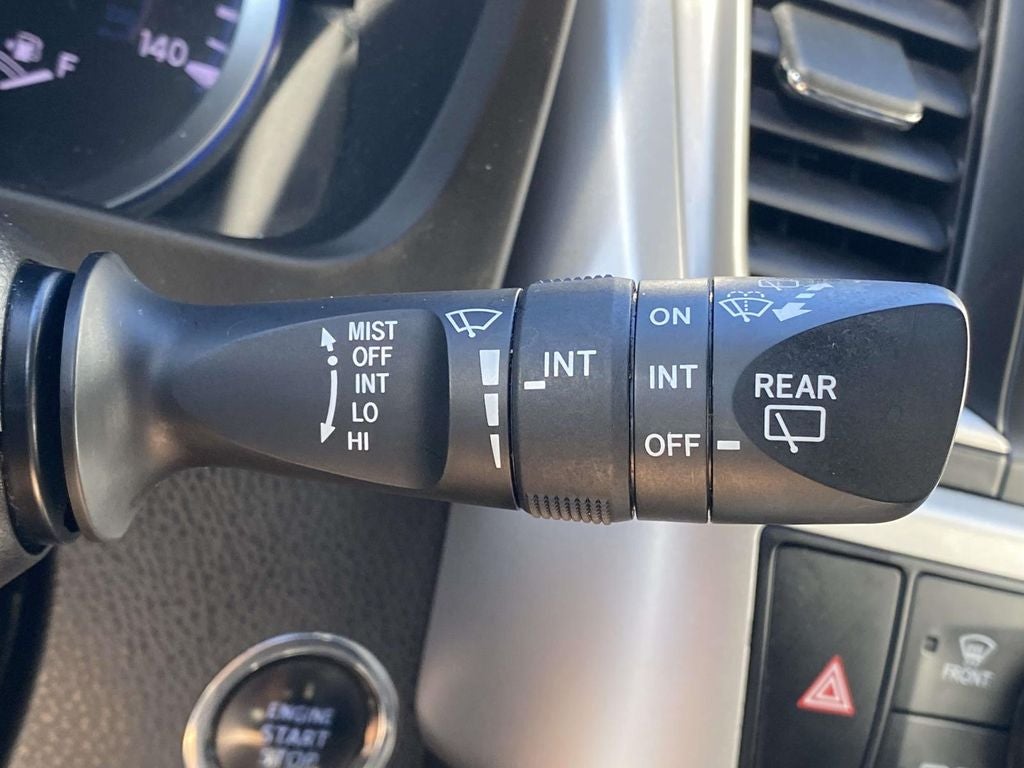 F
140
MIST
OFF
INT
LO
HI
INT
ON
INT
OFF
REAR
ENGINE
START
STOP
FRONT